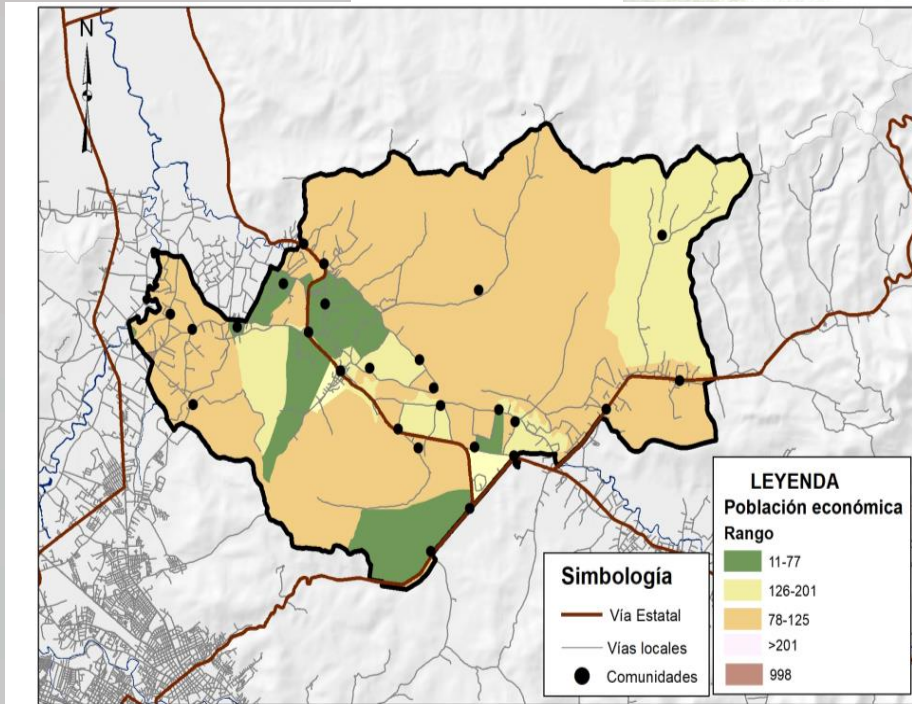 N
LEYENDA
Población económica
Rango
11-77
126-201
78-125
>201
998
Simbología
Vía Estatal
Vías locales
Comunidades